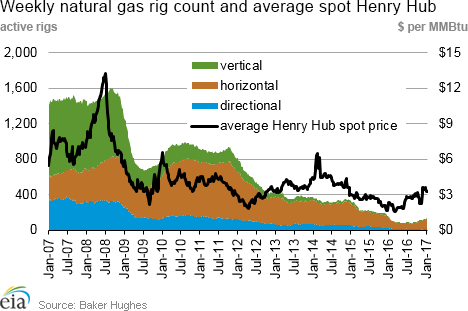 Weekly natural gas rig count and average spot Henry Hub
active rigs
$ per MMBtu
2,000
1,600
1,200
800
400
0
$15
$12
$9
$6
$3
$0
vertical
horizontal
directional
average Henry Hub spot price
Jan-07
Jul-07
Jan-08
Jul-08
Jan-09
Jul-09
Jan-10
Jul-10
Jan-11
Jul-11
Jan-12
Jul-12
Jan-13
Jul-13
Jan-14
Jul-14
Jan-15
Jul-15
Jan-16
Jul-16
Jan-17
eia
Source: Baker Hughes